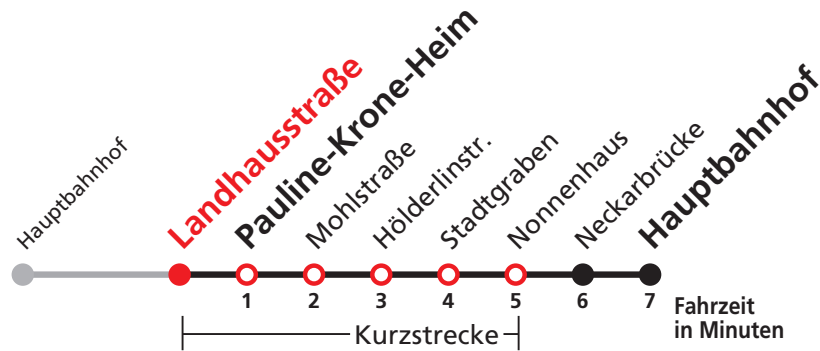 Hauptbahnhof
Landhausstraße
Pauline-Krone-Heim
Mohlstraße
Hölderlinstr.
Stadtgraben
Nonnenhaus
Neckarbrücke
Hauptbahnhof
1 2 3 4 5 6 7
Fahrzeit
in Minuten
Kurzstrecke